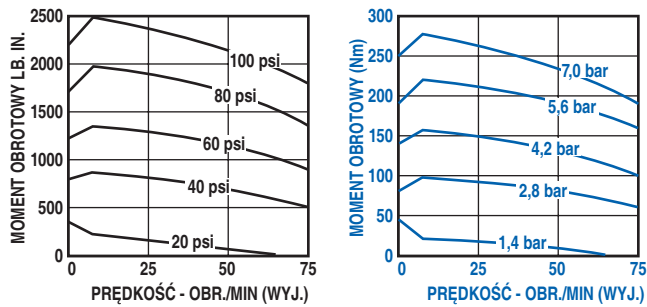 MOMENT OBROTOWY LB. IN.
2500
2000
1500
1000
500
0
0 25 50 75
100 psi
80 psi
60 psi
40 psi
20 psi
PRĘDKOŚĆ - OBR./MIN (WYJ.)
MOMENT OBROTOWY (Nm)
300
250
200
150
100
50
0
0 25 50 75
7,0 bar
5,6 bar
4,2 bar
2,8 bar
1,4 bar
PRĘDKOŚĆ - OBR./MIN (WYJ.)